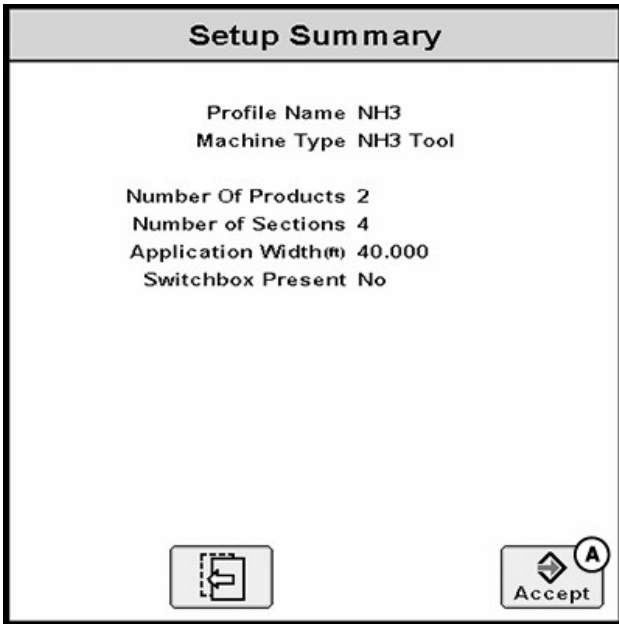 Setup Summary
Profile Name NH3
Machine Type NH3 Tool
Number Of Products 2
Number of Sections 4
Application Width(ft) 40.000
Switchbox Present No
A
Accept